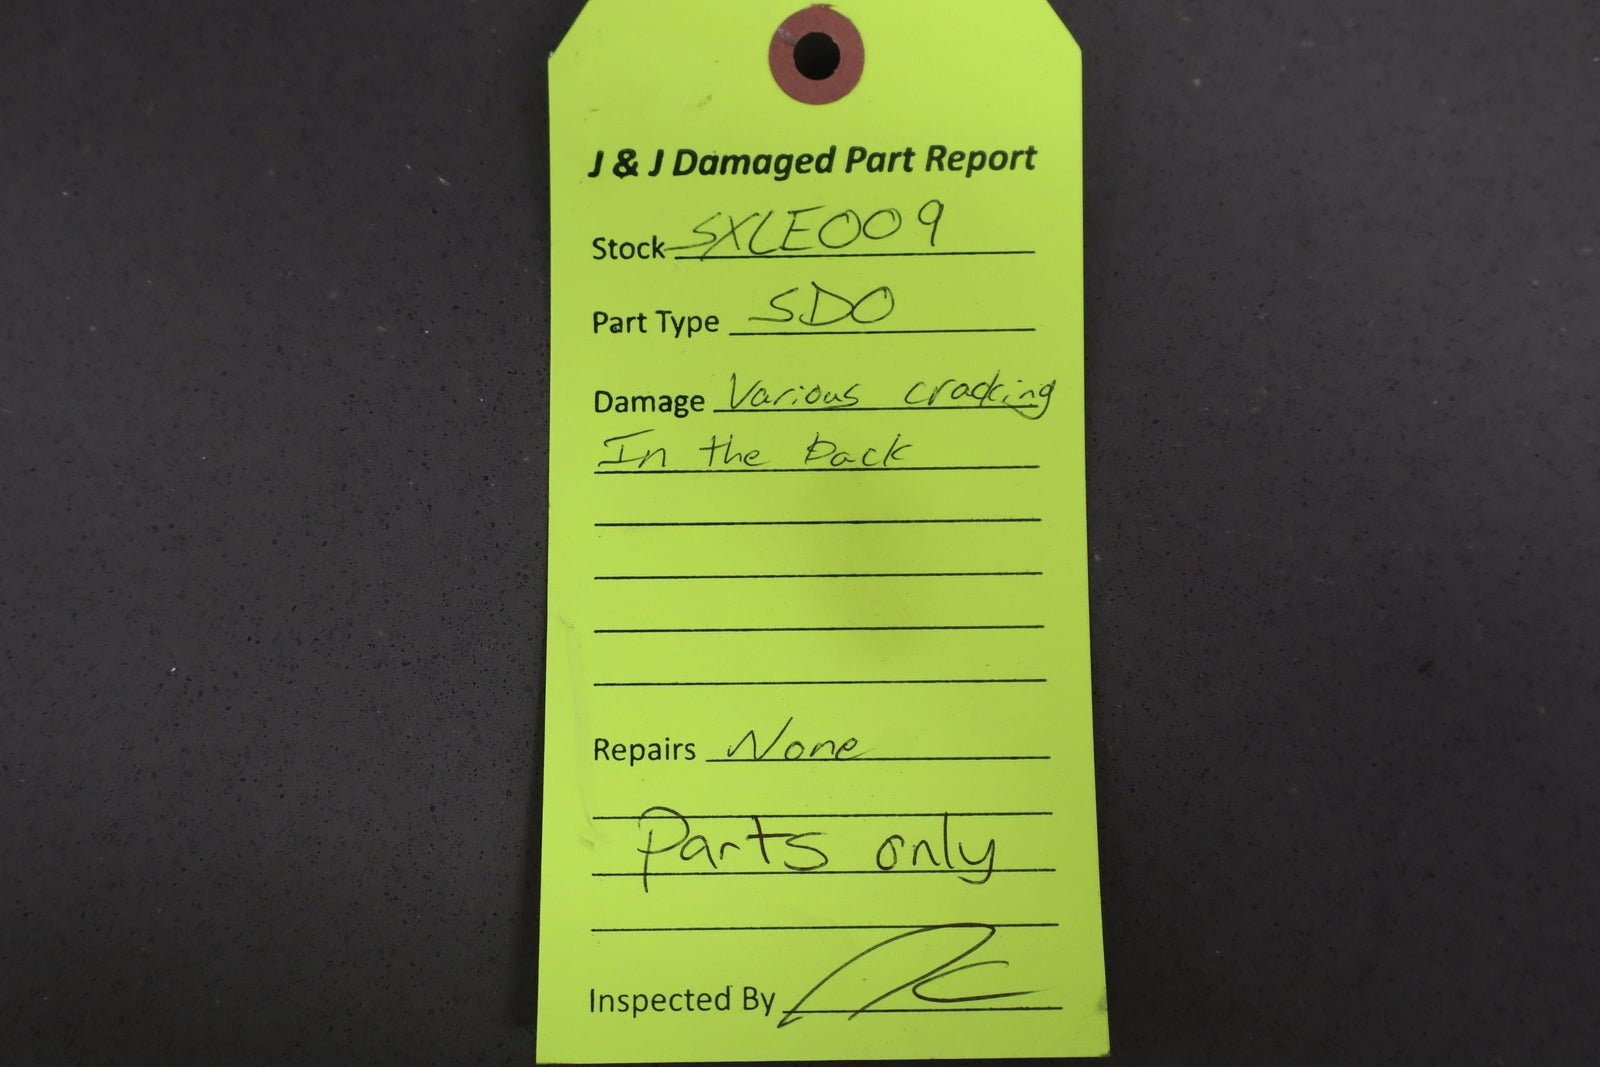 J & J Damaged Part Report
Stock SXLE009
Part Type SDO
Damage Various cracking
In the back
Repairs None
Parts only
Inspected By